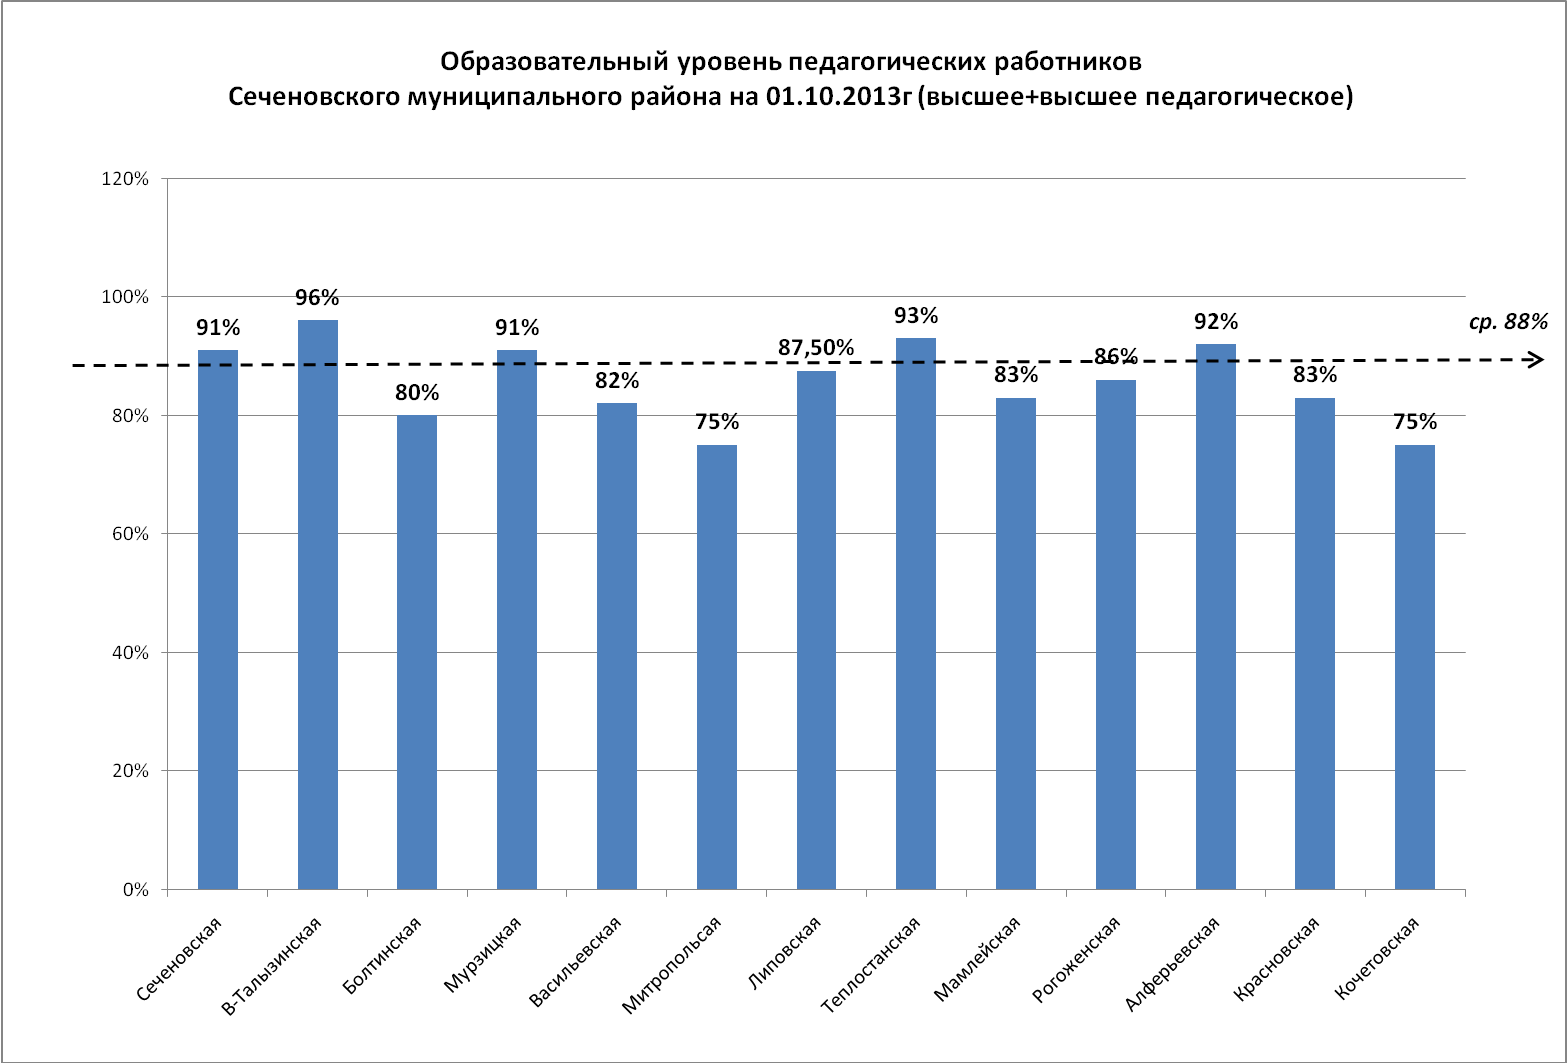 Образовательный уровень педагогических работников
Сеченовского муниципального района на 01.10.2013г (высшее+высшее педагогическое)
120%
100%
80%
60%
40%
20%
0%
91%
96%
80%
91%
82%
75%
87,50%
93%
83%
86%
92%
83%
75%
ср. 88%
Сеченовская
В-Талызинская
Болтинская
Мурзицкая
Васильевская
Митропольсая
Липовская
Теплостанская
Мамлейская
Рогоженская
Алферьевская
Красновская
Кочетовская